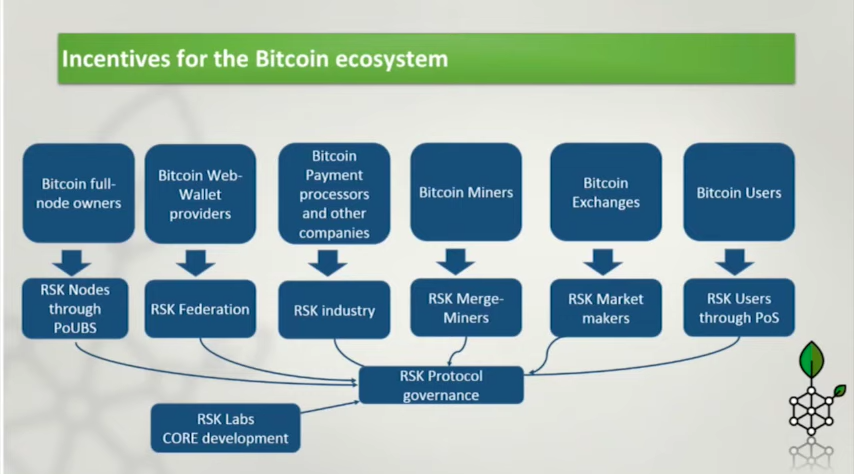 Incentives for the Bitcoin ecosystem
Bitcoin full-
node owners
Bitcoin Web-
Wallet
providers
Bitcoin
Payment
processors
and other
companies
Bitcoin Miners
Bitcoin
Exchanges
Bitcoin Users
RSK Nodes
through
PoUBS
RSK Federation
RSK industry
RSK Merge-
Miners
RSK Market
makers
RSK Users
through PoS
RSK Protocol
governance
RSK Labs
CORE development